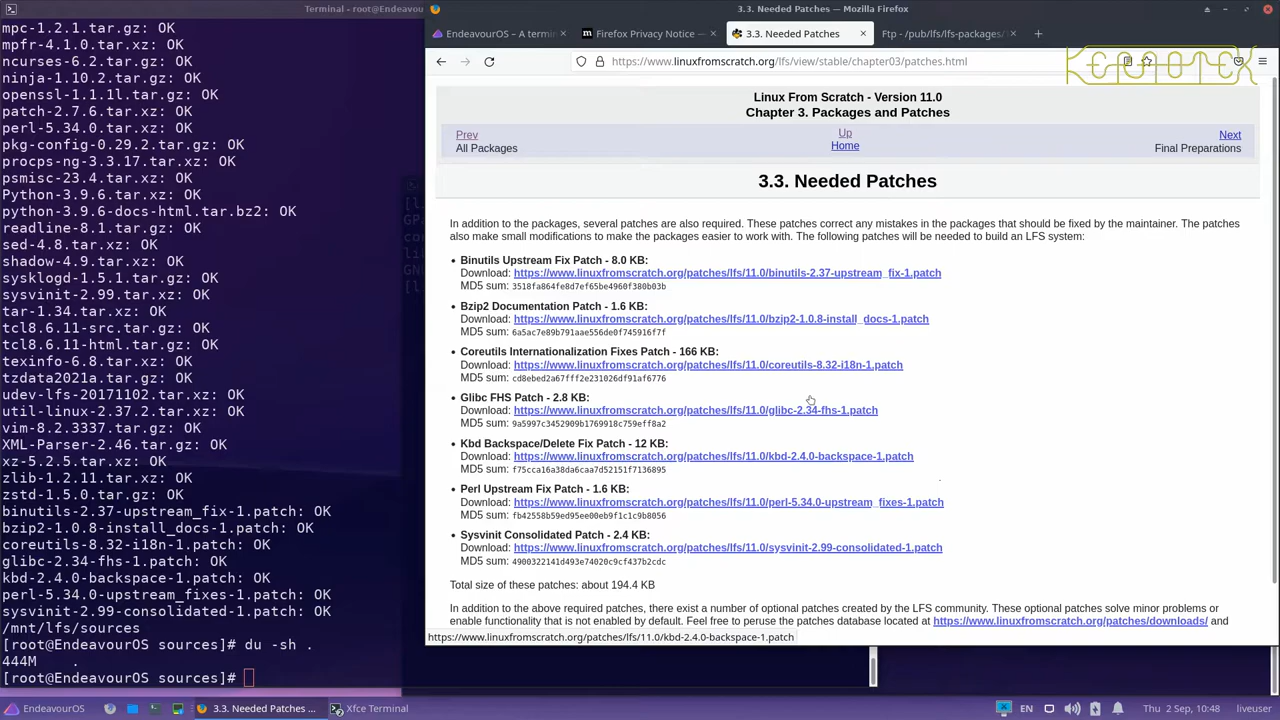 Terminal - root@Endeavour
mpc-1.2.1.tar.gz: OK
mpfr-4.1.0.tar.xz: OK
ncurses-6.2.tar.gz: OK
ninja-1.10.2.tar.gz: OK
openssl-1.1.1l.tar.gz: OK
patch-2.7.6.tar.xz: OK
perl-5.34.0.tar.xz: OK
pkg-config-0.29.2.tar.gz: OK
procps-ng-3.3.17.tar.xz: OK
psmisc-23.4.tar.xz: OK
Python-3.9.6.tar.xz: OK
python-3.9.6-docs-html.tar.bz2: OK
readline-8.1.tar.gz: OK
sed-4.8.tar.xz: OK
shadow-4.9.tar.xz: OK
sysklogd-1.5.1.tar.gz: OK
sysvinit-2.99.tar.xz: OK
tar-1.34.tar.xz: OK
tcl8.6.11-src.tar.gz: OK
tcl8.6.11-html.tar.gz: OK
texinfo-6.8.tar.xz: OK
tzdata2021a.tar.gz: OK
udev-lfs-20171102.tar.xz: OK
util-linux-2.37.2.tar.xz: OK
vim-8.2.3337.tar.gz: OK
XML-Parser-2.46.tar.gz: OK
xz-5.2.5.tar.xz: OK
zlib-1.2.11.tar.xz: OK
zstd-1.5.0.tar.gz: OK
binutils-2.37-upstream_fix-1.patch: OK
bzip2-1.0.8-install_docs-1.patch: OK
coreutils-8.32-i18n-1.patch: OK
glibc-2.34-fhs-1.patch: OK
kbd-2.4.0-backspace-1.patch: OK
perl-5.34.0-upstream_fixes-1.patch: OK
sysvinit-2.99-consolidated-1.patch: OK
/mnt/lfs/sources
[root@EndeavourOS sources]# du -sh .
444M .
[root@EndeavourOS sources]#
3.3. Needed Patches — Mozilla Firefox
EndeavourOS – A termi
Firefox Privacy Notice —
3.3. Needed Patches
Ftp - /pub/lfs/lfs-packages/
https://www.linuxfromscratch.org/lfs/view/stable/chapter03/patches.html
KEUIOTEX
Linux From Scratch - Version 11.0
Chapter 3. Packages and Patches
Prev Up Next
All Packages Home Final Preparations
3.3. Needed Patches
In addition to the packages, several patches are also required. These patches correct any mistakes in the packages that should be fixed by the maintainer. The patches
also make small modifications to make the packages easier to work with. The following patches will be needed to build an LFS system:
• Binutils Upstream Fix Patch - 8.0 KB:
Download: https://www.linuxfromscratch.org/patches/lfs/11.0/binutils-2.37-upstream_fix-1.patch
MD5 sum: 3518fa864fe8d7ef65be4960f380b03b
• Bzip2 Documentation Patch - 1.6 KB:
Download: https://www.linuxfromscratch.org/patches/lfs/11.0/bzip2-1.0.8-install_docs-1.patch
MD5 sum: 6a5ac7e89b791aae556de0f745916f7f
• Coreutils Internationalization Fixes Patch - 166 KB:
Download: https://www.linuxfromscratch.org/patches/lfs/11.0/coreutils-8.32-i18n-1.patch
MD5 sum: cd8ebed2a67fff2e231026df91af6776
• Glibc FHS Patch - 2.8 KB:
Download: https://www.linuxfromscratch.org/patches/lfs/11.0/glibc-2.34-fhs-1.patch
MD5 sum: 9a5997c3452909b1769918c759eff8a2
• Kbd Backspace/Delete Fix Patch - 12 KB:
Download: https://www.linuxfromscratch.org/patches/lfs/11.0/kbd-2.4.0-backspace-1.patch
MD5 sum: f75cca16a38da6caa7d52151f7136895
• Perl Upstream Fix Patch - 1.6 KB:
Download: https://www.linuxfromscratch.org/patches/lfs/11.0/perl-5.34.0-upstream_fixes-1.patch
MD5 sum: fb42558b59ed95ee00eb9f1c1c9b8056
• Sysvinit Consolidated Patch - 2.4 KB:
Download: https://www.linuxfromscratch.org/patches/lfs/11.0/sysvinit-2.99-consolidated-1.patch
MD5 sum: 4900322141d493e74020c9cf437b2cdc
Total size of these patches: about 194.4 KB
In addition to the above required patches, there exist a number of optional patches created by the LFS community. These optional patches solve minor problems or
enable functionality that is not enabled by default. Feel free to peruse the patches database located at https://www.linuxfromscratch.org/patches/downloads/ and
https://www.linuxfromscratch.org/patches/lfs/11.0/kbd-2.4.0-backspace-1.patch
EndeavourOS
3.3. Needed Patches ...
Xfce Terminal
EN
Thu 2 Sep, 10:48
liveuser